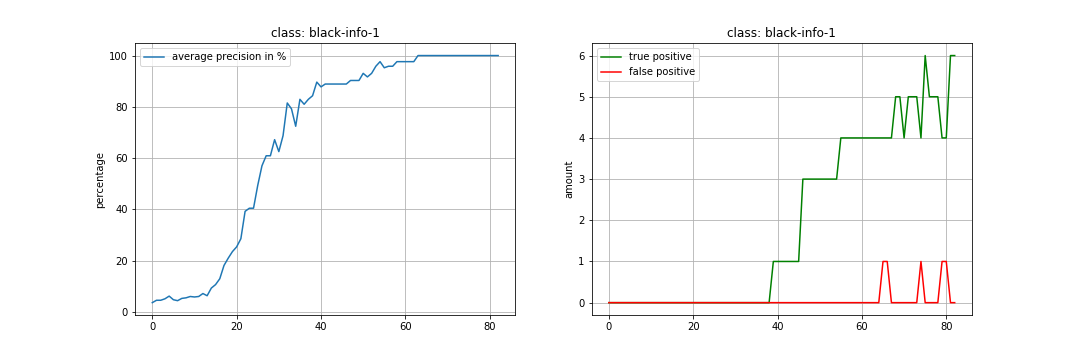 class: black-info-1
average precision in %
percentage
100
80
60
40
20
0
0 20 40 60 80
class: black-info-1
true positive
false positive
amount
6
5
4
3
2
1
0
0 20 40 60 80